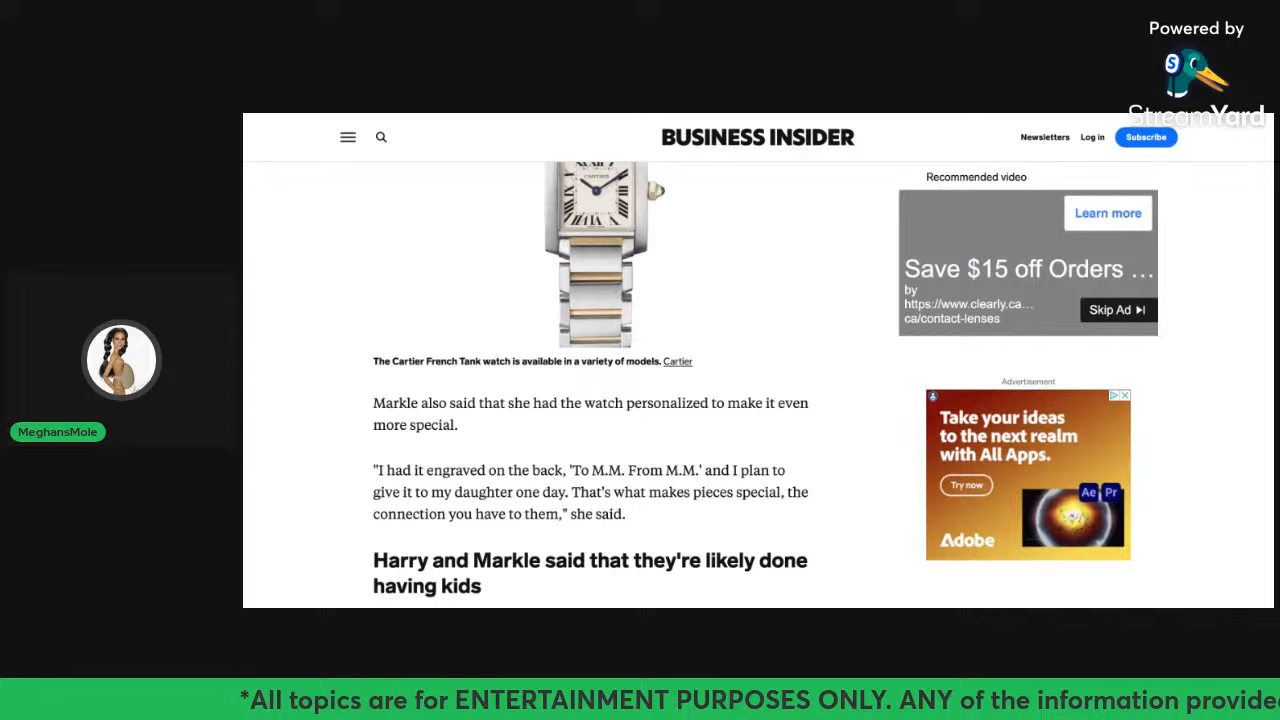 Powered by
StreamYard
BUSINESS INSIDER
Newsletters
Log in
Subscribe
CARTIER
Recommended video
Learn more
Save $15 off Orders ...
by
https://www.clearly.ca...
ca/contact-lenses
Skip Ad
The Cartier French Tank watch is available in a variety of models. Cartier
Markle also said that she had the watch personalized to make it even
more special.
"I had it engraved on the back, 'To M.M. From M.M.' and I plan to
give it to my daughter one day. That's what makes pieces special, the
connection you have to them," she said.
Harry and Markle said that they're likely done
having kids
Advertisement
Take your ideas
to the next realm
with All Apps.
Try now
Ae Pr
Adobe
MeghansMole
*All topics are for ENTERTAINMENT PURPOSES ONLY. ANY of the information provide